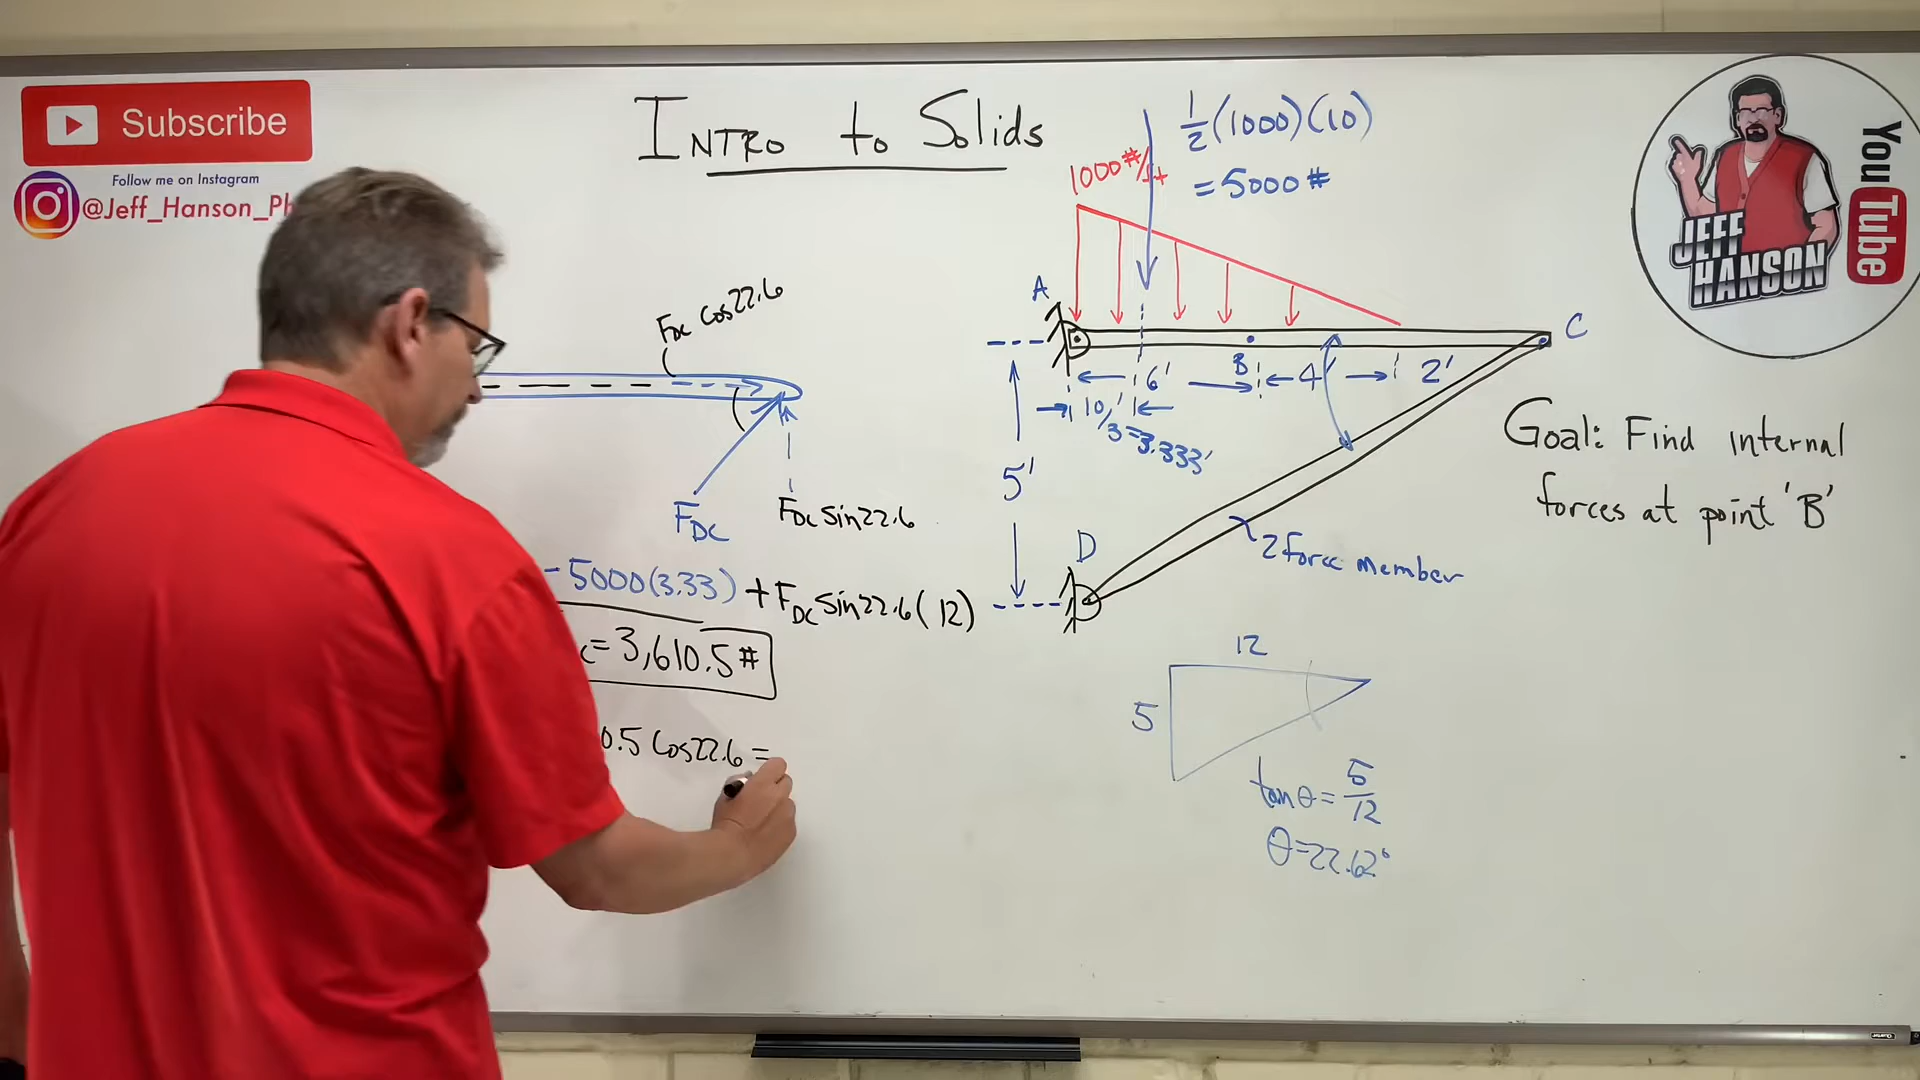 Subscribe
Follow me on Instagram
@Jeff_Hanson_Ph
Intro to Solids
1/2(1000)(10)
=5000#
1000#/ft
You Tube
JEFF HANSON
A
B
C
6'
4'
2'
10/3=3.333'
5'
D
2 force member
Goal: Find internal
forces at point 'B'
FDC cos22.6
FDC
FDC sin22.6
-5000(3.33) + FDC sin22.6(12)
C=3,610.5#
0.5 cos22.6 =
12
5
tanθ=5/12
θ=22.62°